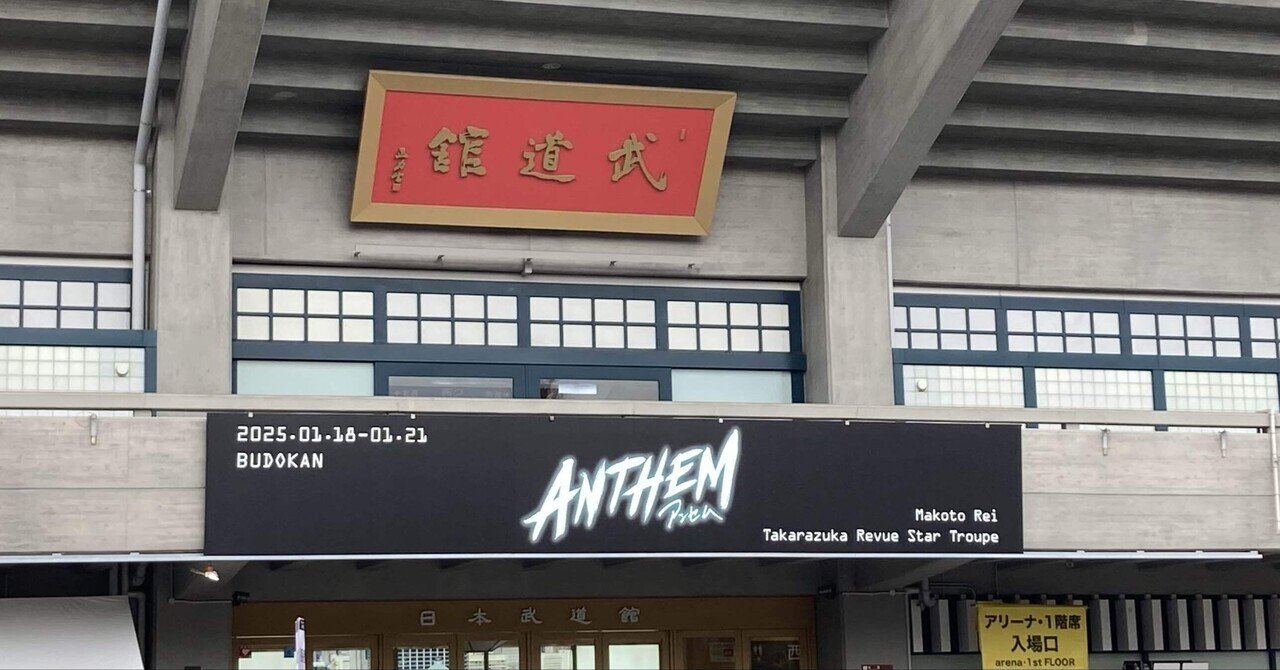 武道館
2025.01.18-01.21
BUDOKAN
ANTHEM
アンセム
Makoto Rei
Takarazuka Revue Star Troupe
日本武道館
アリーナ・1階席
入場口
arena・1st FLOOR
西